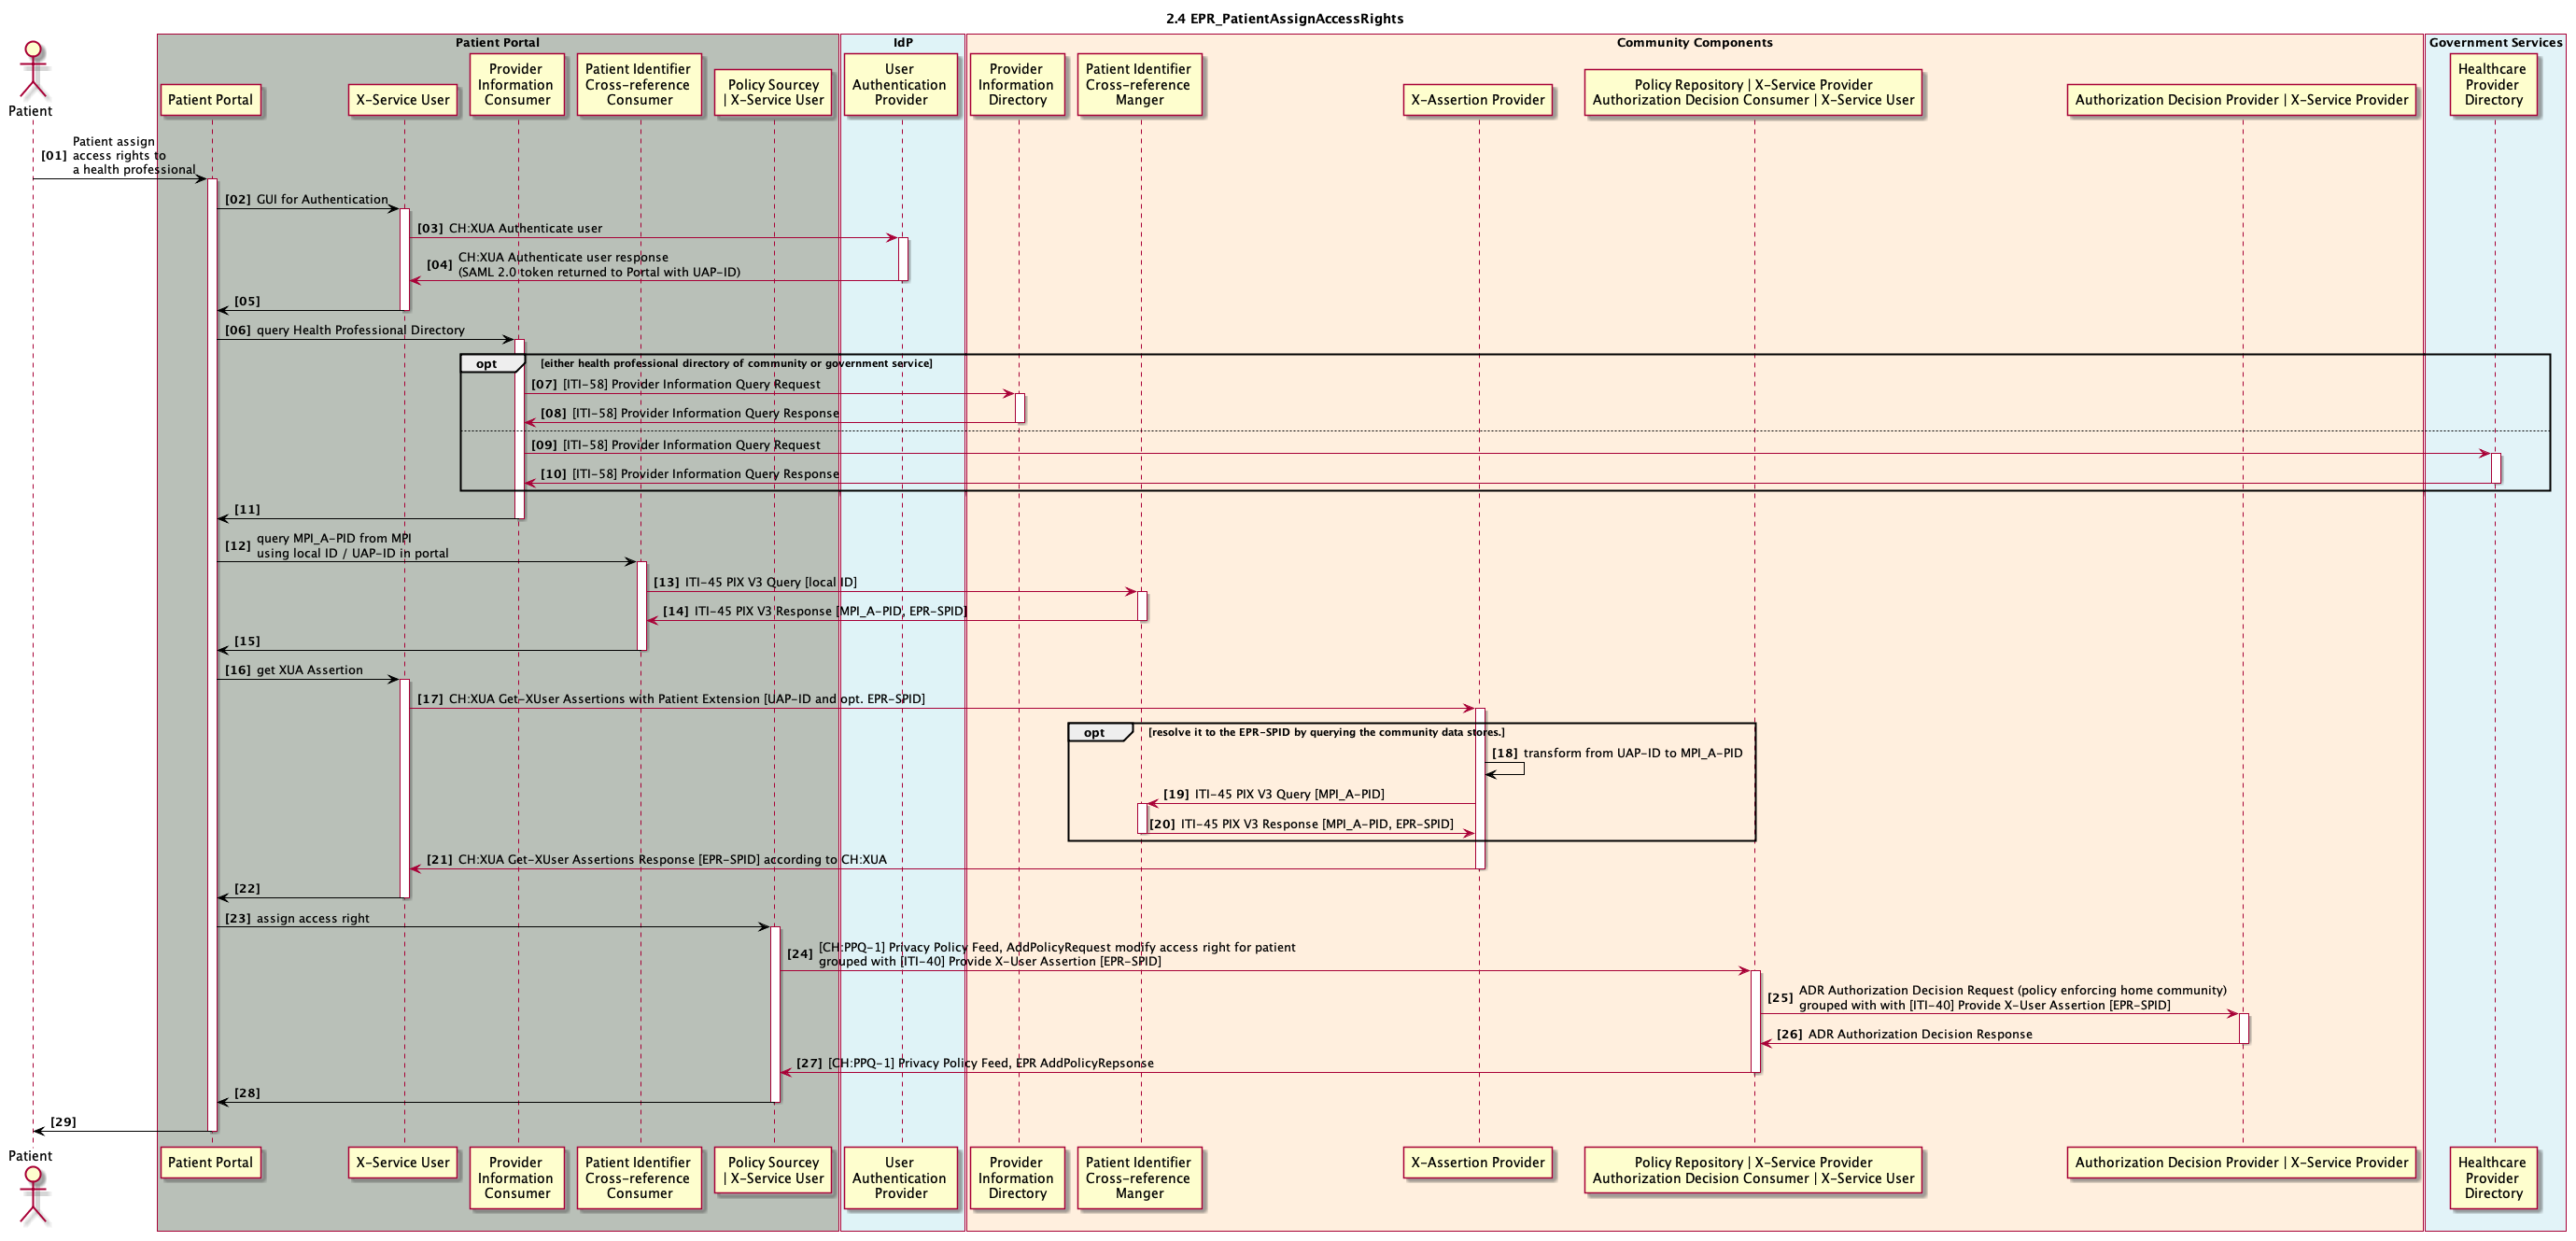 2.4 EPR_PatientAssignAccessRights
Patient Portal
IdP
Community Components
Government Services
Patient
Patient Portal
X-Service User
Provider
Information
Consumer
Patient Identifier
Cross-reference
Consumer
Policy Sourcey
| X-Service User
User
Authentication
Provider
Provider
Information
Directory
Patient Identifier
Cross-reference
Manger
X-Assertion Provider
Policy Repository | X-Service Provider
Authorization Decision Consumer | X-Service User
Authorization Decision Provider | X-Service Provider
Healthcare
Provider
Directory
[01] Patient assign
access rights to
a health professional
[02] GUI for Authentication
[03] CH:XUA Authenticate user
[04] CH:XUA Authenticate user response
(SAML 2.0 token returned to Portal with UAP-ID)
[05]
[06] query Health Professional Directory
opt [either health professional directory of community or government service]
[07] [ITI-58] Provider Information Query Request
[08] [ITI-58] Provider Information Query Response
[09] [ITI-58] Provider Information Query Request
[10] [ITI-58] Provider Information Query Response
[11]
[12] query MPI_A-PID from MPI
using local ID / UAP-ID in portal
[13] ITI-45 PIX V3 Query [local ID]
[14] ITI-45 PIX V3 Response [MPI_A-PID, EPR-SPID]
[15]
[16] get XUA Assertion
[17] CH:XUA Get-XUser Assertions with Patient Extension [UAP-ID and opt. EPR-SPID]
opt [resolve it to the EPR-SPID by querying the community data stores.]
[18] transform from UAP-ID to MPI_A-PID
[19] ITI-45 PIX V3 Query [MPI_A-PID]
[20] ITI-45 PIX V3 Response [MPI_A-PID, EPR-SPID]
[21] CH:XUA Get-XUser Assertions Response [EPR-SPID] according to CH:XUA
[22]
[23] assign access right
[24] [CH:PPQ-1] Privacy Policy Feed, AddPolicyRequest modify access right for patient
grouped with [ITI-40] Provide X-User Assertion [EPR-SPID]
[25] ADR Authorization Decision Request (policy enforcing home community)
grouped with with [ITI-40] Provide X-User Assertion [EPR-SPID]
[26] ADR Authorization Decision Response
[27] [CH:PPQ-1] Privacy Policy Feed, EPR AddPolicyRepsonse
[28]
[29]
Patient
Patient Portal
X-Service User
Provider
Information
Consumer
Patient Identifier
Cross-reference
Consumer
Policy Sourcey
| X-Service User
User
Authentication
Provider
Provider
Information
Directory
Patient Identifier
Cross-reference
Manger
X-Assertion Provider
Policy Repository | X-Service Provider
Authorization Decision Consumer | X-Service User
Authorization Decision Provider | X-Service Provider
Healthcare
Provider
Directory